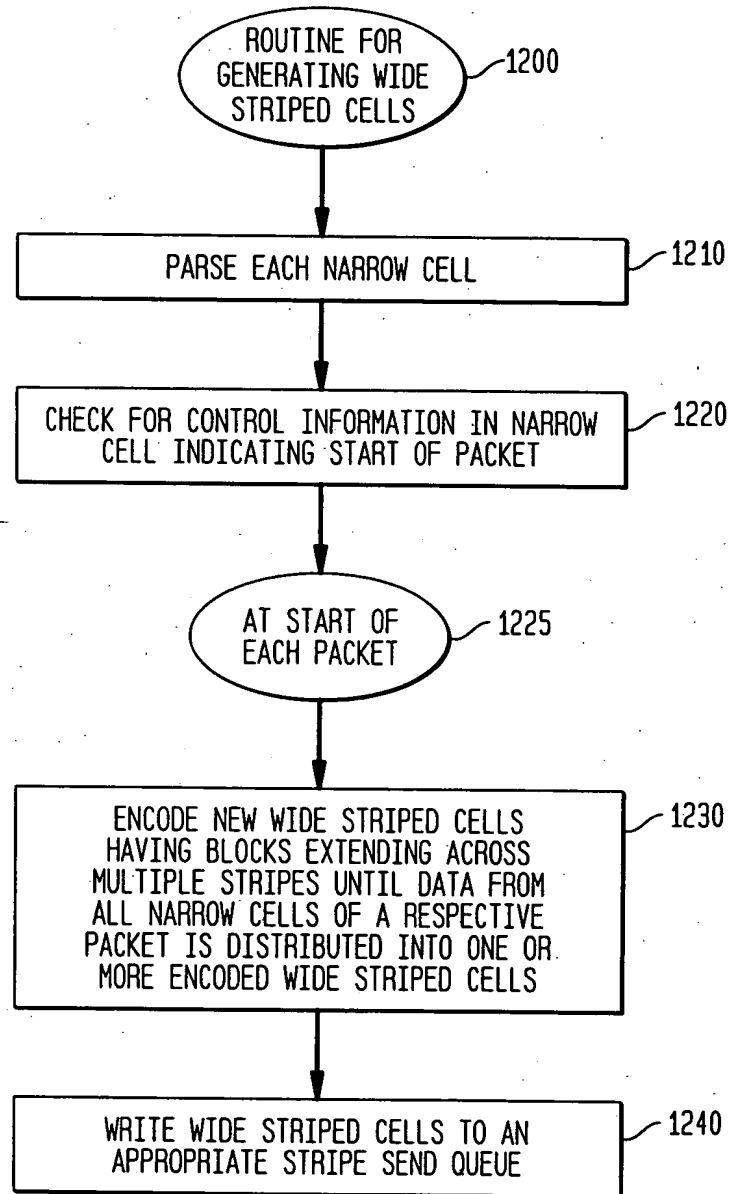 ROUTINE FOR
GENERATING WIDE
STRIPED CELLS
1200
PARSE EACH NARROW CELL
1210
CHECK FOR CONTROL INFORMATION IN NARROW
CELL INDICATING START OF PACKET
1220
AT START OF
EACH PACKET
1225
ENCODE NEW WIDE STRIPED CELLS
HAVING BLOCKS EXTENDING ACROSS
MULTIPLE STRIPES UNTIL DATA FROM
ALL NARROW CELLS OF A RESPECTIVE
PACKET IS DISTRIBUTED INTO ONE OR
MORE ENCODED WIDE STRIPED CELLS
1230
WRITE WIDE STRIPED CELLS TO AN
APPROPRIATE STRIPE SEND QUEUE
1240